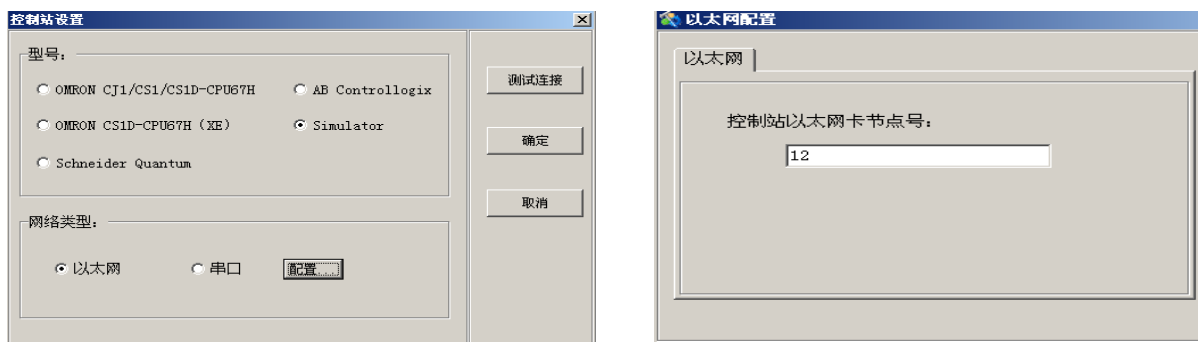 控制站设置
型号:
OMRON CJ1/CS1/CS1D-CPU67H
AB Controllogix
OMRON CS1D-CPU67H (XE)
Simulator
Schneider Quantum
网络类型:
以太网
串口
配置....
测试连接
确定
取消
以太网配置
以太网
控制站以太网卡节点号:
12